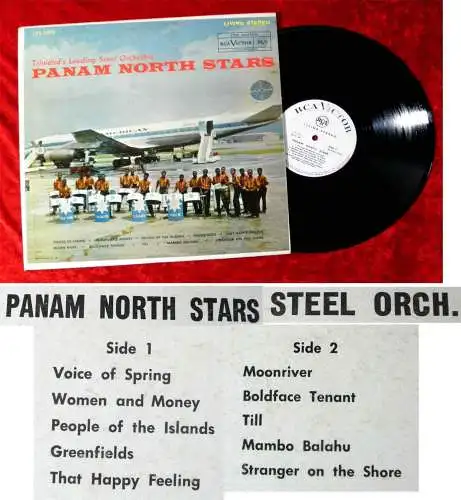 LIVING STEREO
RCA VICTOR
Trinidad's Leading Steel Orchestra
PANAM NORTH STARS
RCA VICTOR
PANAM NORTH STARS STEEL ORCH.
Side 1
Voice of Spring
Women and Money
People of the Islands
Greenfields
That Happy Feeling
Side 2
Moonriver
Boldface Tenant
Till
Mambo Balahu
Stranger on the Shore